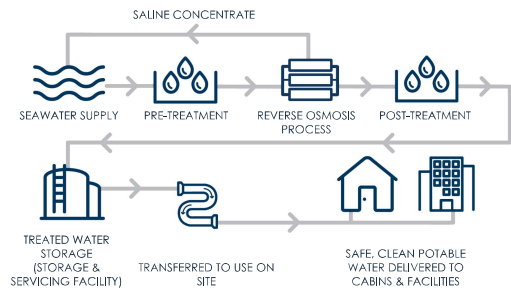 SALINE CONCENTRATE
SEAWATER SUPPLY
PRE-TREATMENT
REVERSE OSMOSIS
PROCESS
POST-TREATMENT
TREATED WATER
STORAGE
(STORAGE &
SERVICING FACILITY)
TRANSFERRED TO USE ON
SITE
SAFE, CLEAN POTABLE
WATER DELIVERED TO
CABINS & FACILITIES